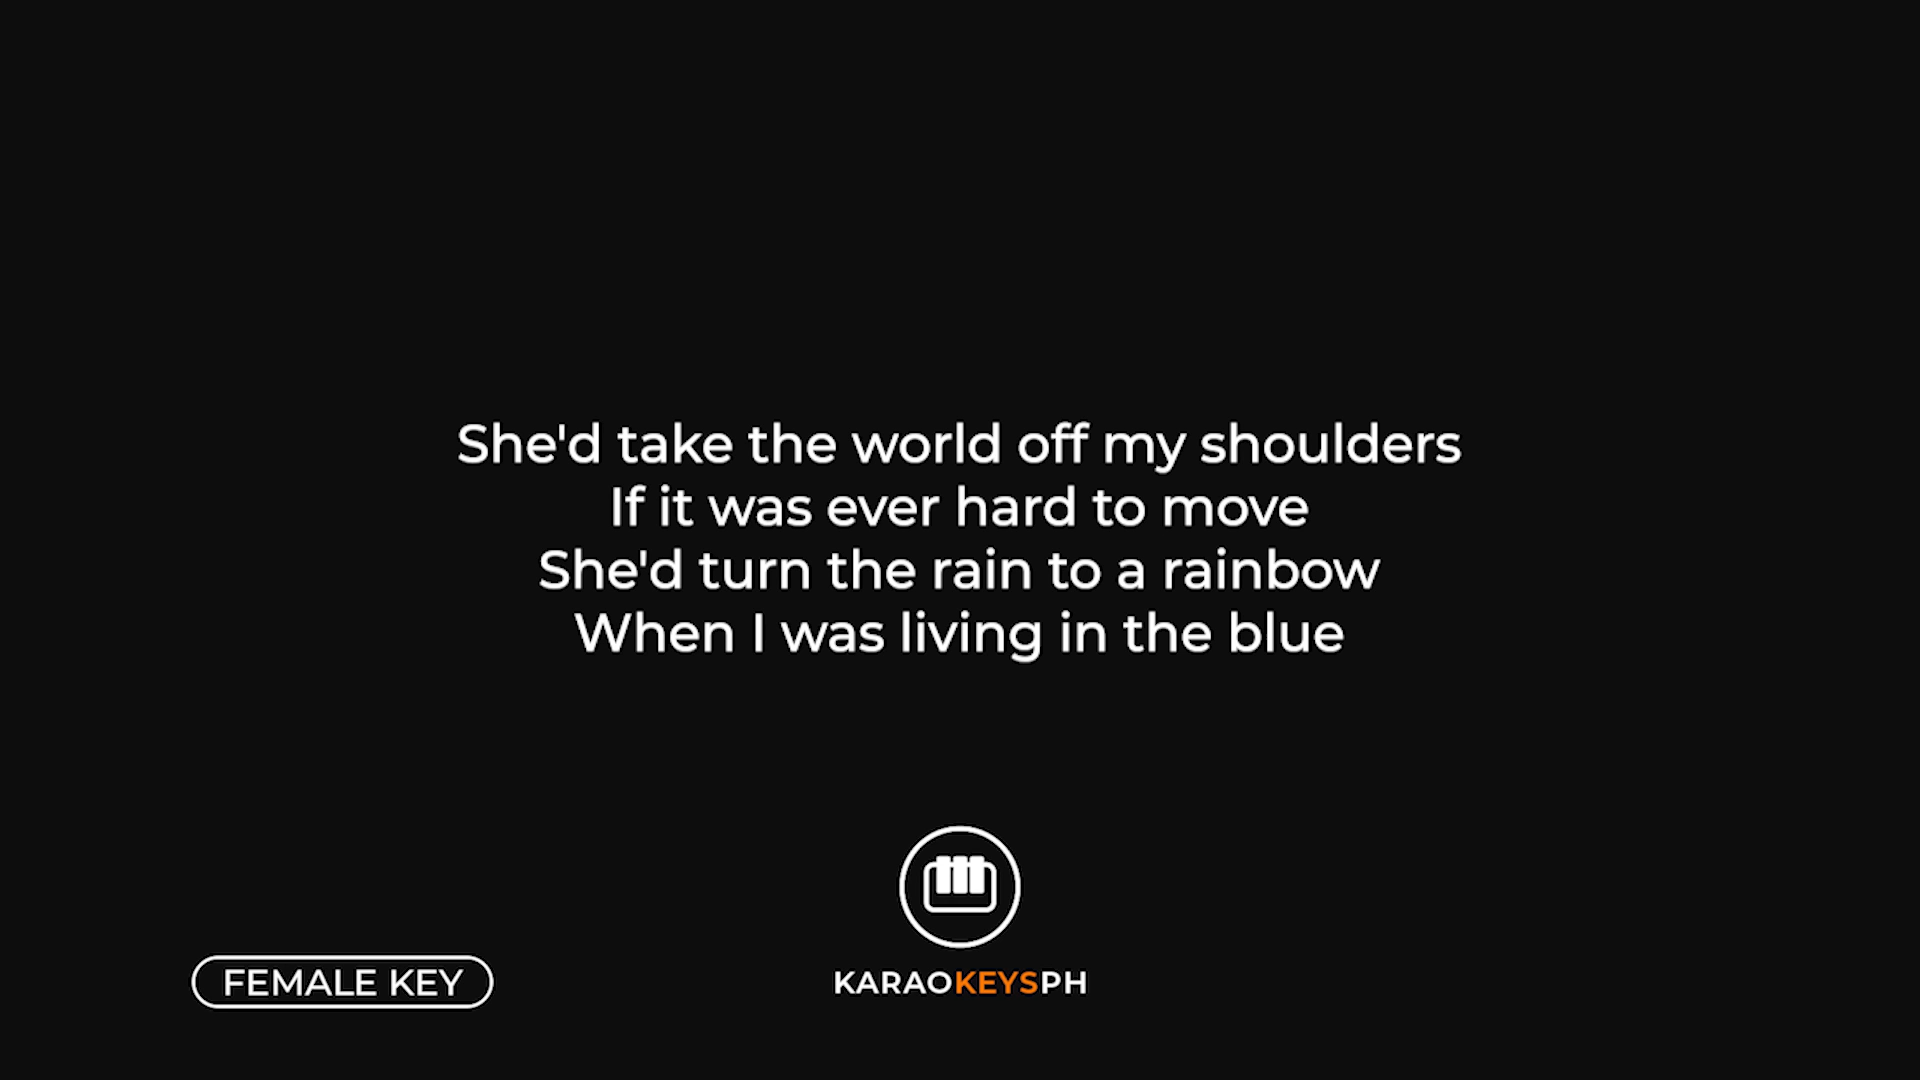 She'd take the world off my shoulders
If it was ever hard to move
She'd turn the rain to a rainbow
When I was living in the blue
FEMALE KEY
KARAOKEYSPH